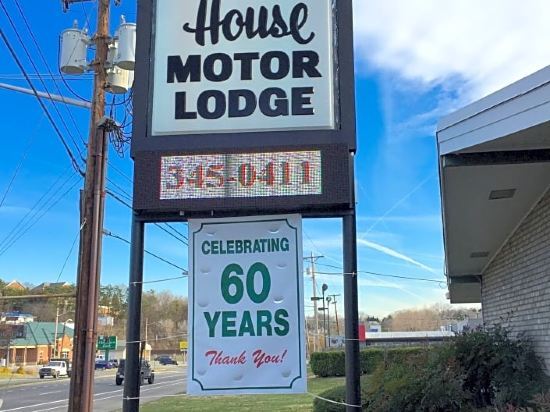 House
MOTOR
LODGE
345-0411
CELEBRATING
60
YEARS
Thank You!